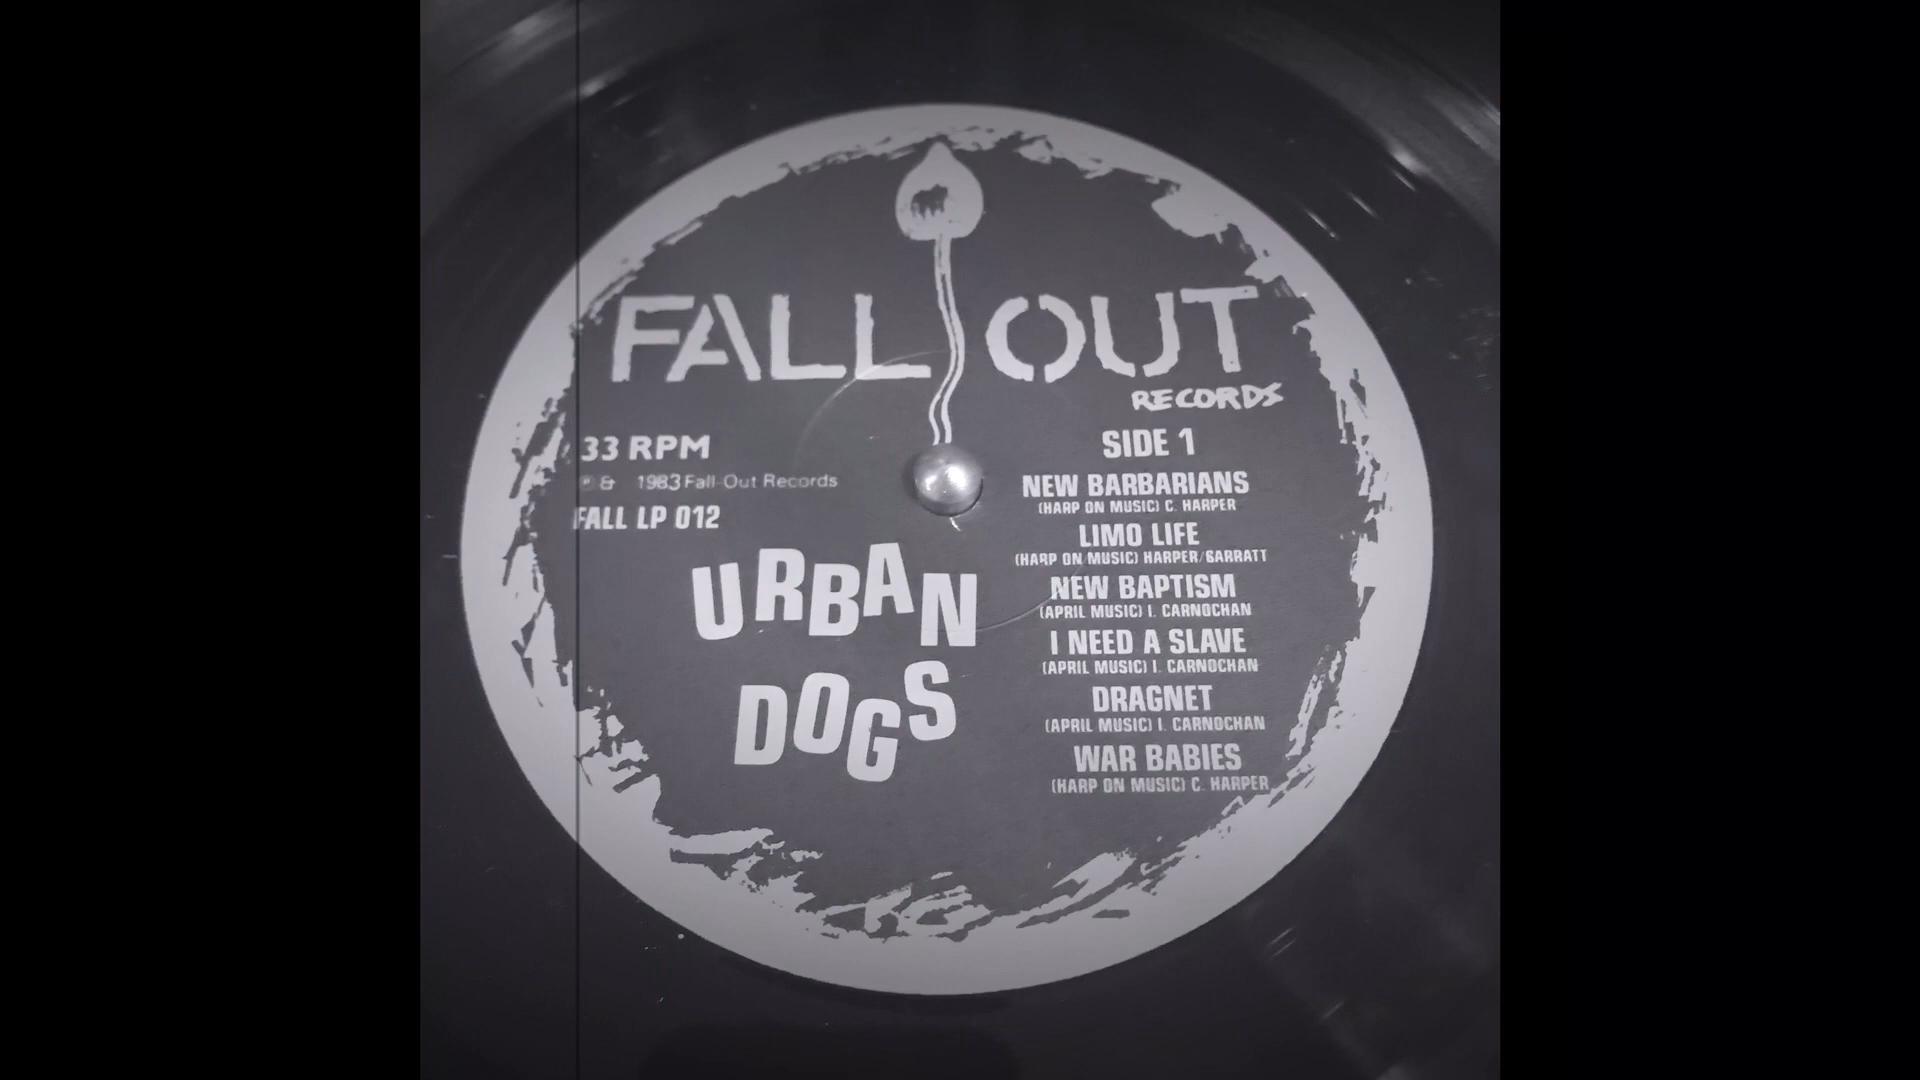 FALL OUT
RECORDS
33 RPM
℗ & 1983 Fall-Out Records
FALL LP 012
URBAN
DOGS
SIDE 1
NEW BARBARIANS
(HARP ON MUSIC) C. HARPER
LIMO LIFE
(HARP ON MUSIC) HARPER/GARRATT
NEW BAPTISM
(APRIL MUSIC) I. CARNOCHAN
I NEED A SLAVE
(APRIL MUSIC) I. CARNOCHAN
DRAGNET
(APRIL MUSIC) I. CARNOCHAN
WAR BABIES
(HARP ON MUSIC) C. HARPER